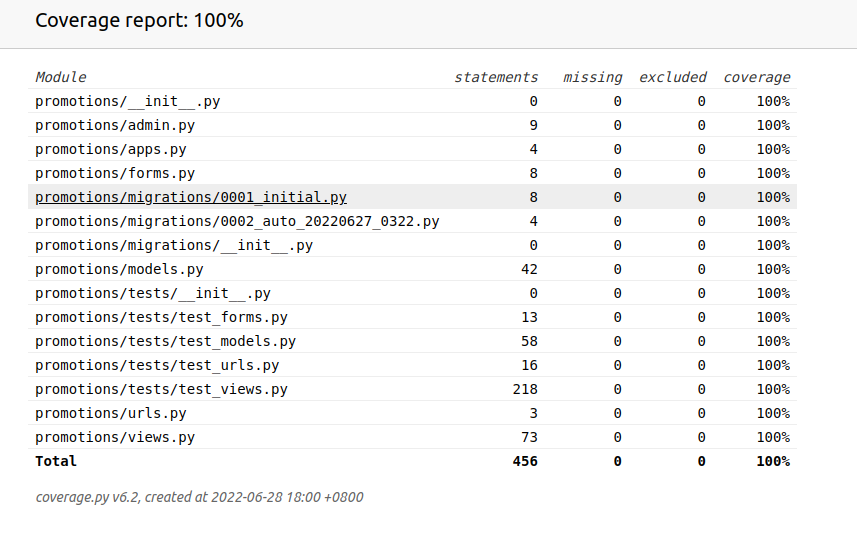 Coverage report: 100%
Module statements missing excluded coverage
promotions/__init__.py 0 0 0 100%
promotions/admin.py 9 0 0 100%
promotions/apps.py 4 0 0 100%
promotions/forms.py 8 0 0 100%
promotions/migrations/0001_initial.py 8 0 0 100%
promotions/migrations/0002_auto_20220627_0322.py 4 0 0 100%
promotions/migrations/__init__.py 0 0 0 100%
promotions/models.py 42 0 0 100%
promotions/tests/__init__.py 0 0 0 100%
promotions/tests/test_forms.py 13 0 0 100%
promotions/tests/test_models.py 58 0 0 100%
promotions/tests/test_urls.py 16 0 0 100%
promotions/tests/test_views.py 218 0 0 100%
promotions/urls.py 3 0 0 100%
promotions/views.py 73 0 0 100%
Total 456 0 0 100%
coverage.py v6.2, created at 2022-06-28 18:00 +0800